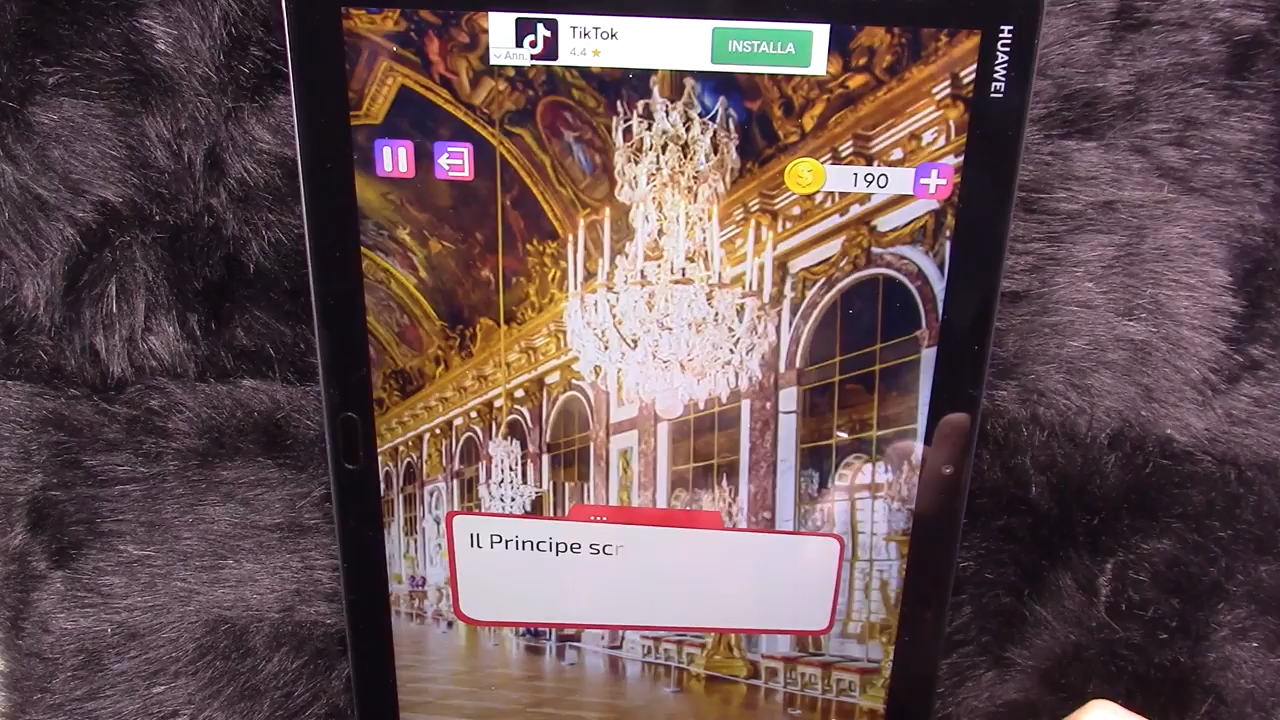 TikTok
4.4
Ann.
INSTALLA
HUAWEI
190
Il Principe scr